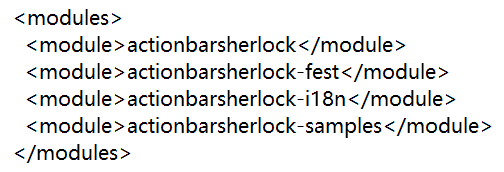 <modules>
  <module>actionbarsherlock</module>
  <module>actionbarsherlock-fest</module>
  <module>actionbarsherlock-i18n</module>
  <module>actionbarsherlock-samples</module>
</modules>